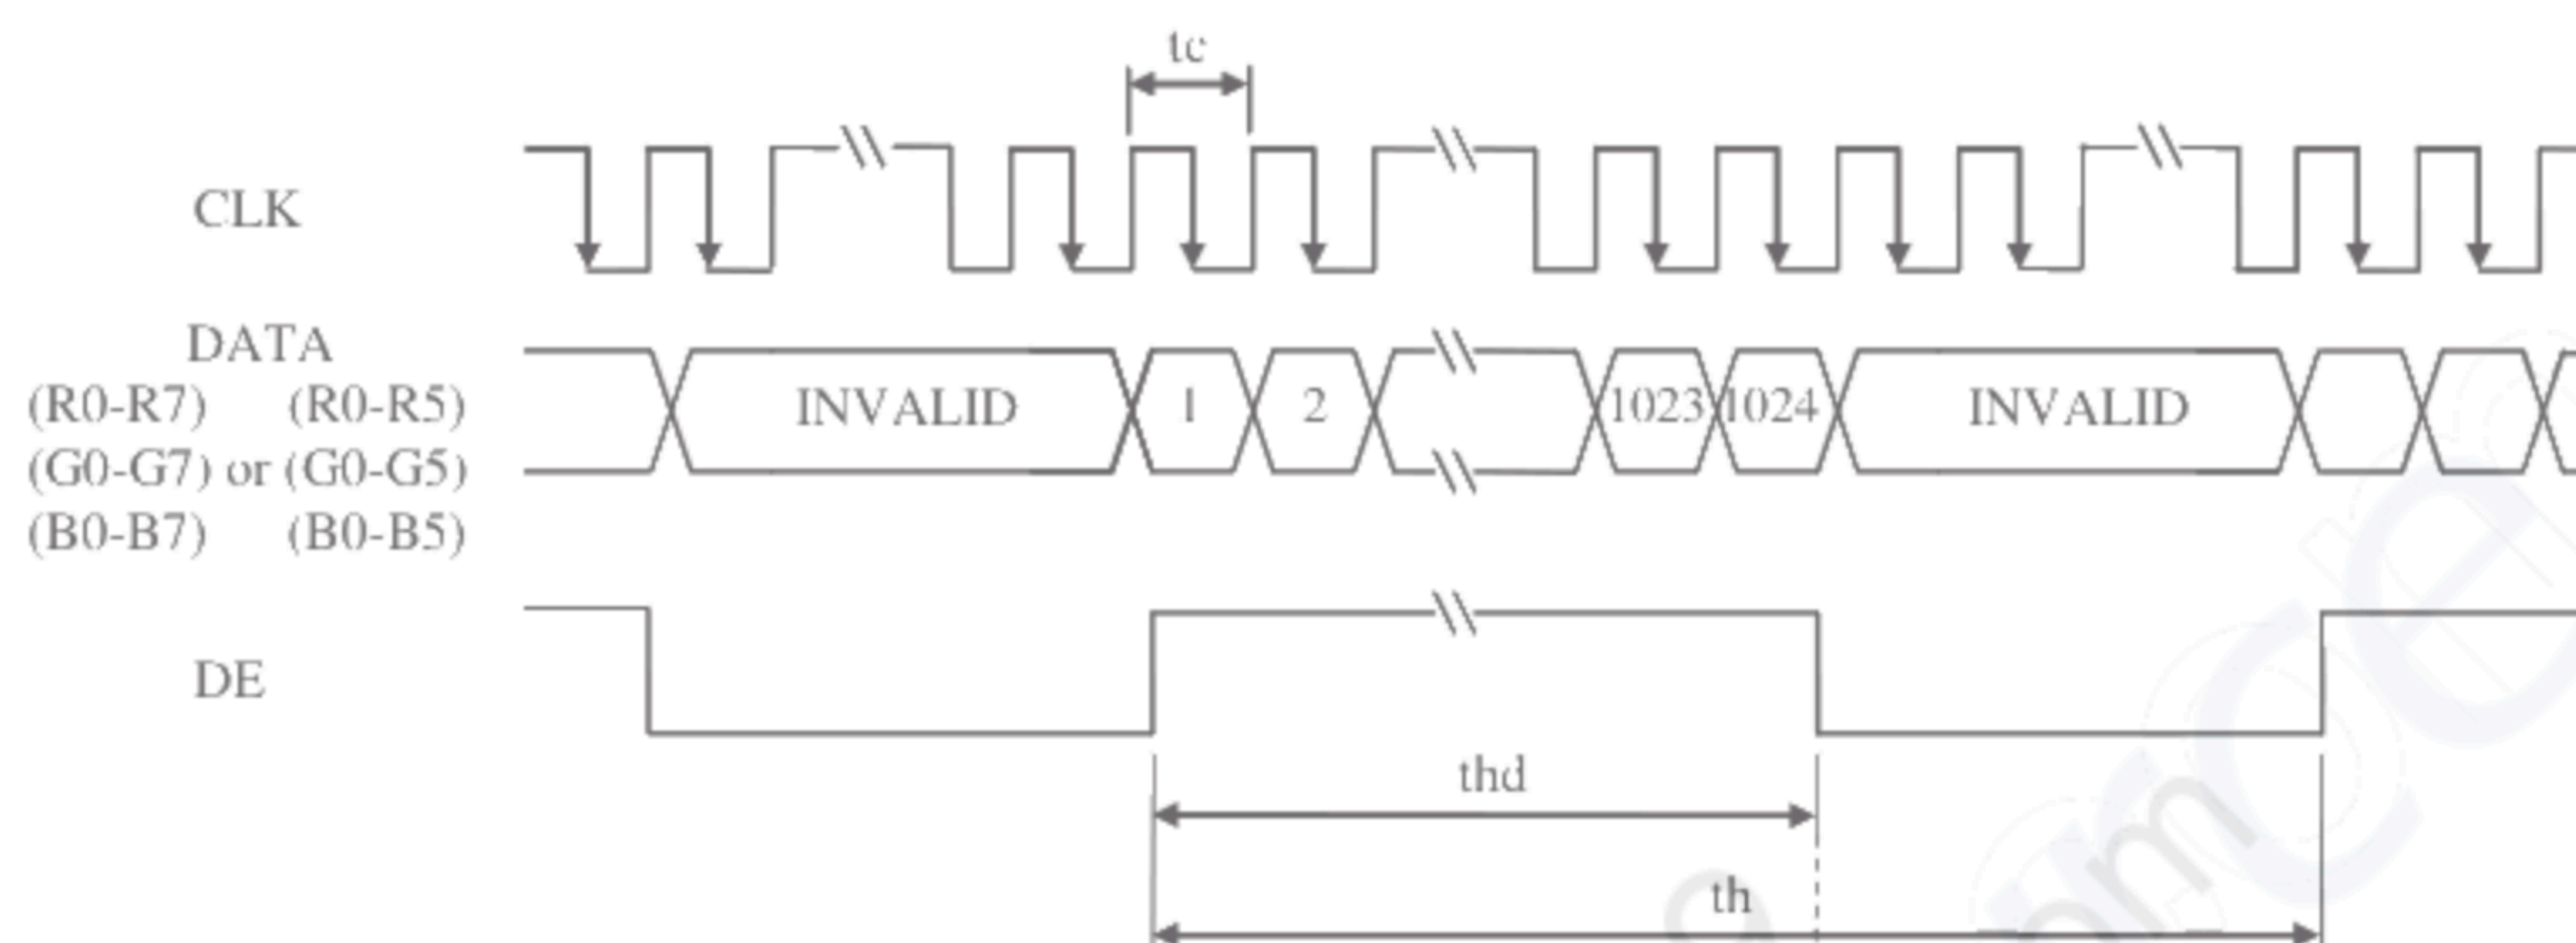 tc
CLK
DATA
INVALID 1 2 1023 1024 INVALID
(R0-R7) (R0-R5)
(G0-G7) or (G0-G5)
(B0-B7) (B0-B5)
DE
thd
th